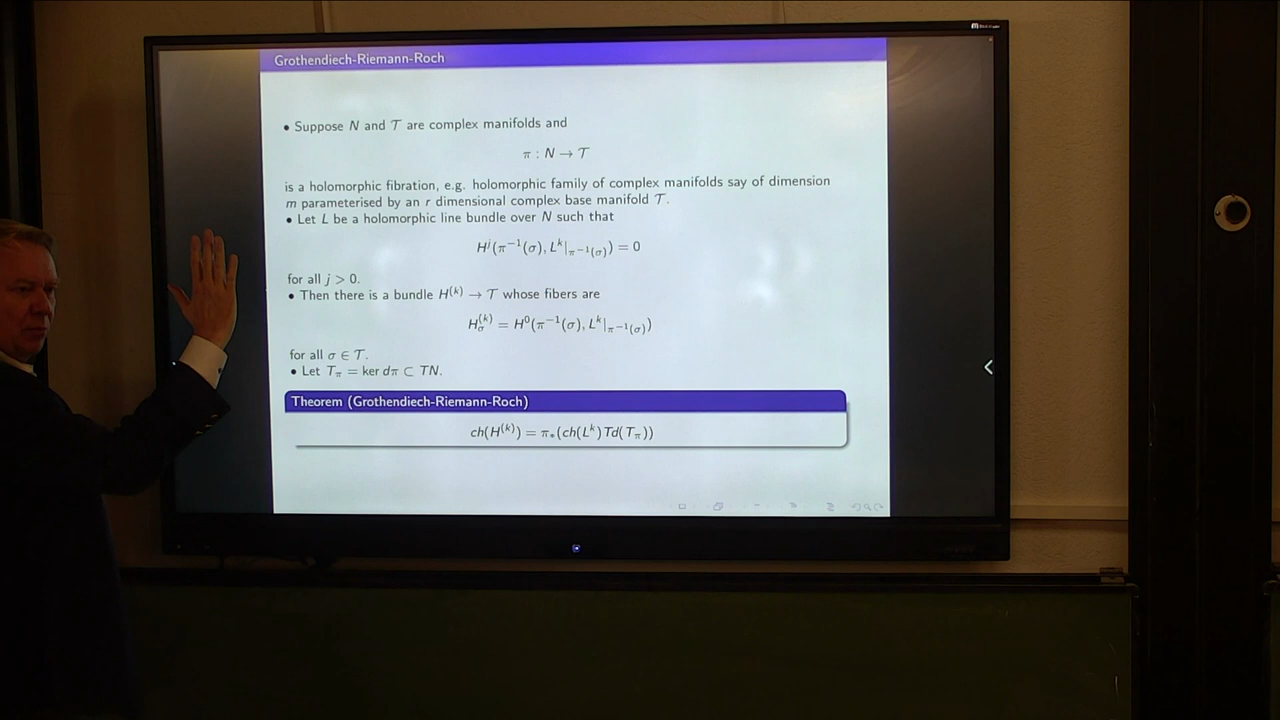 Grothendiech-Riemann-Roch
• Suppose N and 𝒯 are complex manifolds and
π : N → 𝒯
is a holomorphic fibration, e.g. holomorphic family of complex manifolds say of dimension
m parameterised by an r dimensional complex base manifold 𝒯.
• Let L be a holomorphic line bundle over N such that
H^j(π^{-1}(σ), L^k|_{π^{-1}(σ)}) = 0
for all j > 0.
• Then there is a bundle H^{(k)} → 𝒯 whose fibers are
H_σ^{(k)} = H^0(π^{-1}(σ), L^k|_{π^{-1}(σ)})
for all σ ∈ 𝒯.
• Let T_π = ker dπ ⊂ TN.
Theorem (Grothendiech-Riemann-Roch)
ch(H^{(k)}) = π_*(ch(L^k) Td(T_π))